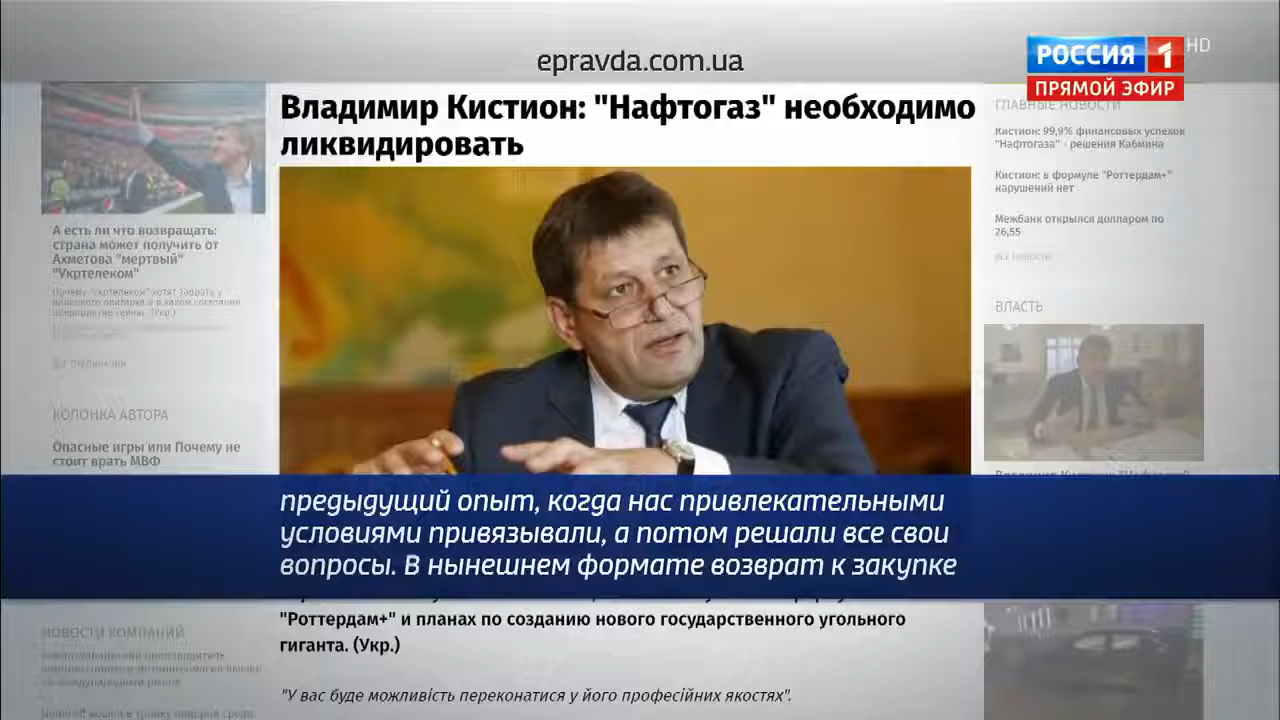 epravda.com.ua
HD
РОССИЯ 1
ПРЯМОЙ ЭФИР
Владимир Кистион: "Нафтогаз" необходимо
ликвидировать
А есть ли что возвращать:
страна может получить от
Ахметова "мертвый"
"Укртелеком"
КОЛОНКА АВТОРА
Опасные игры или Почему не
стоит врать МВФ
ГЛАВНЫЕ НОВОСТИ
Кистион: 99,9% финансовых успехов
"Нафтогаза" - решения Кабмина
Кистион: в формуле "Роттердам+"
нарушений нет
Межбанк открылся долларом по
26,55
ВСЕ НОВОСТИ
ВЛАСТЬ
предыдущий опыт, когда нас привлекательными
условиями привязывали, а потом решали все свои
вопросы. В нынешнем формате возврат к закупке
"Роттердам+" и планах по созданию нового государственного угольного
гиганта. (Укр.)
"У вас буде можливість переконатися у його професійних якостях".
НОВОСТИ КОМПАНИЙ